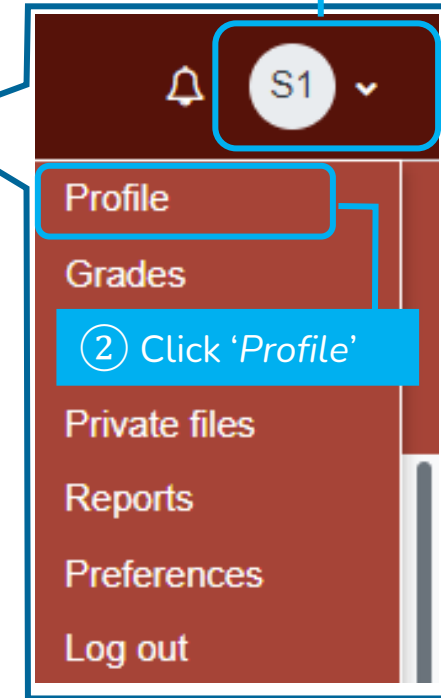 S1
Profile
Grades
② Click ‘Profile’
Private files
Reports
Preferences
Log out